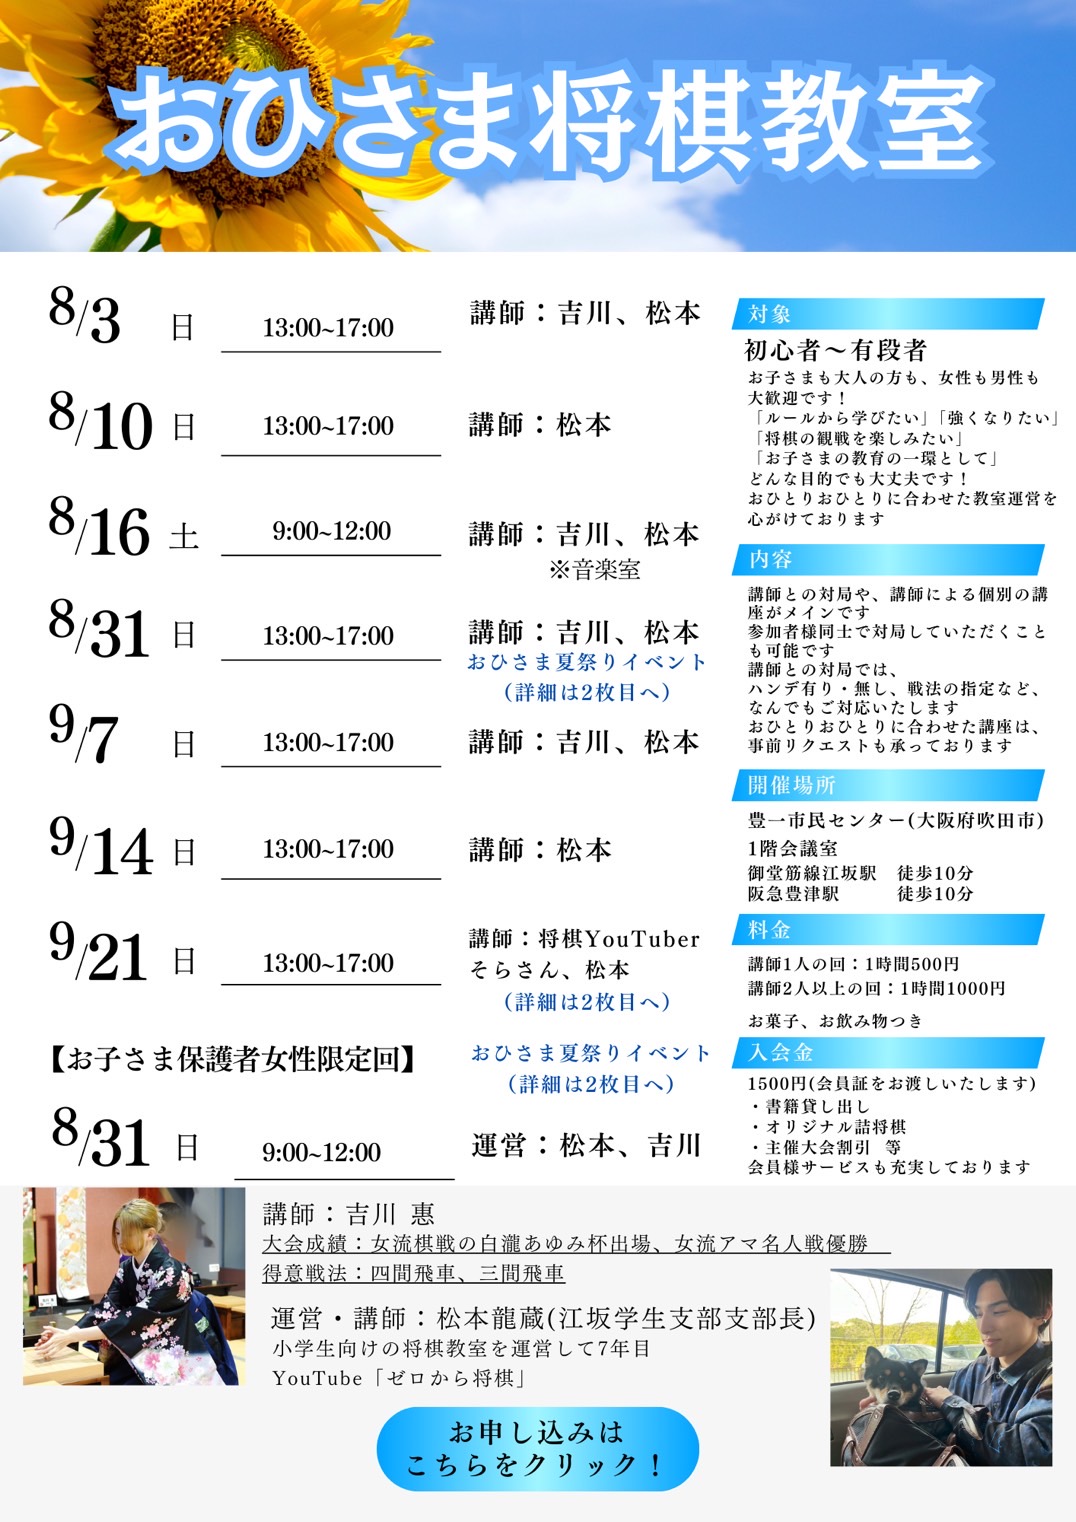 おひさま将棋教室
8/3 日 13:00~17:00 講師：吉川、松本
8/10 日 13:00~17:00 講師：松本
8/16 土 9:00~12:00 講師：吉川、松本
※音楽室
8/31 日 13:00~17:00 講師：吉川、松本
おひさま夏祭りイベント
（詳細は2枚目へ）
9/7 日 13:00~17:00 講師：吉川、松本
9/14 日 13:00~17:00 講師：松本
9/21 日 13:00~17:00 講師：将棋YouTuber
そらさん、松本
（詳細は2枚目へ）
【お子さま保護者女性限定回】
おひさま夏祭りイベント
（詳細は2枚目へ）
8/31 日 9:00~12:00 運営：松本、吉川
対象
初心者～有段者
お子さまも大人の方も、女性も男性も
大歓迎です！
「ルールから学びたい」「強くなりたい」
「将棋の観戦を楽しみたい」
「お子さまの教育の一環として」
どんな目的でも大丈夫です！
おひとりおひとりに合わせた教室運営を
心がけております
内容
講師との対局や、講師による個別の講
座がメインです
参加者様同士で対局していただくこと
も可能です
講師との対局では、
ハンデ有り・無し、戦法の指定など、
なんでもご対応いたします
おひとりおひとりに合わせた講座は、
事前リクエストも承っております
開催場所
豊一市民センター(大阪府吹田市)
1階会議室
御堂筋線江坂駅 徒歩10分
阪急豊津駅 徒歩10分
料金
講師1人の回：1時間500円
講師2人以上の回：1時間1000円
お菓子、お飲み物つき
入会金
1500円(会員証をお渡しいたします)
・書籍貸し出し
・オリジナル詰将棋
・主催大会割引 等
会員様サービスも充実しております
講師：吉川 惠
大会成績：女流棋戦の白瀧あゆみ杯出場、女流アマ名人戦優勝
得意戦法：四間飛車、三間飛車
運営・講師：松本龍蔵(江坂学生支部支部長)
小学生向けの将棋教室を運営して7年目
YouTube「ゼロから将棋」
お申し込みは
こちらをクリック！